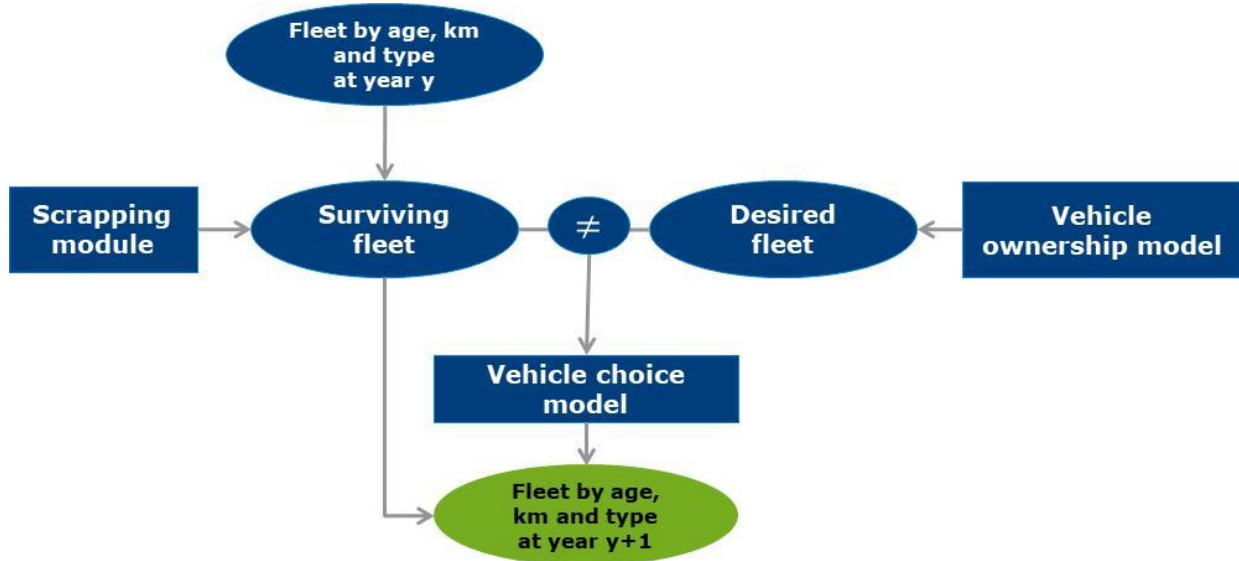 Fleet by age, km
and type
at year y
Scrapping
module
Surviving
fleet
≠
Desired
fleet
Vehicle
ownership model
Vehicle choice
model
Fleet by age,
km and type
at year y+1